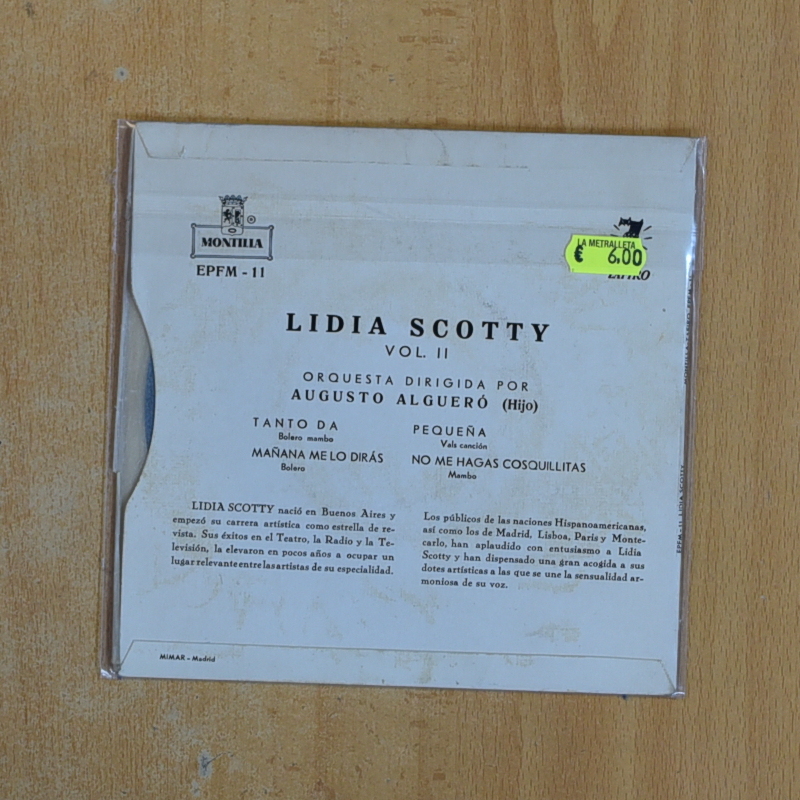 MONTILLA
EPFM - 11
LA METRALLETA
€ 6,00
LIDIA SCOTTY
VOL. II
ORQUESTA DIRIGIDA POR
AUGUSTO ALGUERÓ (Hijo)
TANTO DA
Bolero mambo
MAÑANA ME LO DIRÁS
Bolero
PEQUEÑA
Vals canción
NO ME HAGAS COSQUILLITAS
Mambo
LIDIA SCOTTY nació en Buenos Aires y
empezó su carrera artística como estrella de re-
vista. Sus éxitos en el Teatro, la Radio y la Te-
levisión, la elevaron en pocos años a ocupar un
lugar relevante entre las artistas de su especialidad.
Los públicos de las naciones Hispanoamericanas,
así como los de Madrid, Lisboa, París y Monte-
carlo, han aplaudido con entusiasmo a Lidia
Scotty y han dispensado una gran acogida a sus
dotes artísticas a las que se une la sensualidad ar-
moniosa de su voz.
MIMAR - Madrid
EPFM - 11 LIDIA SCOTTY